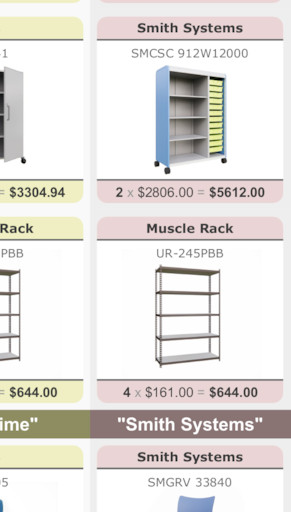 Smith Systems
-1
SMCSC 912W12000
= $3304.94
2 x $2806.00 = $5612.00
Rack
Muscle Rack
PBB
UR-245PBB
= $644.00
4 x $161.00 = $644.00
ime"
"Smith Systems"
Smith Systems
05
SMGRV 33840